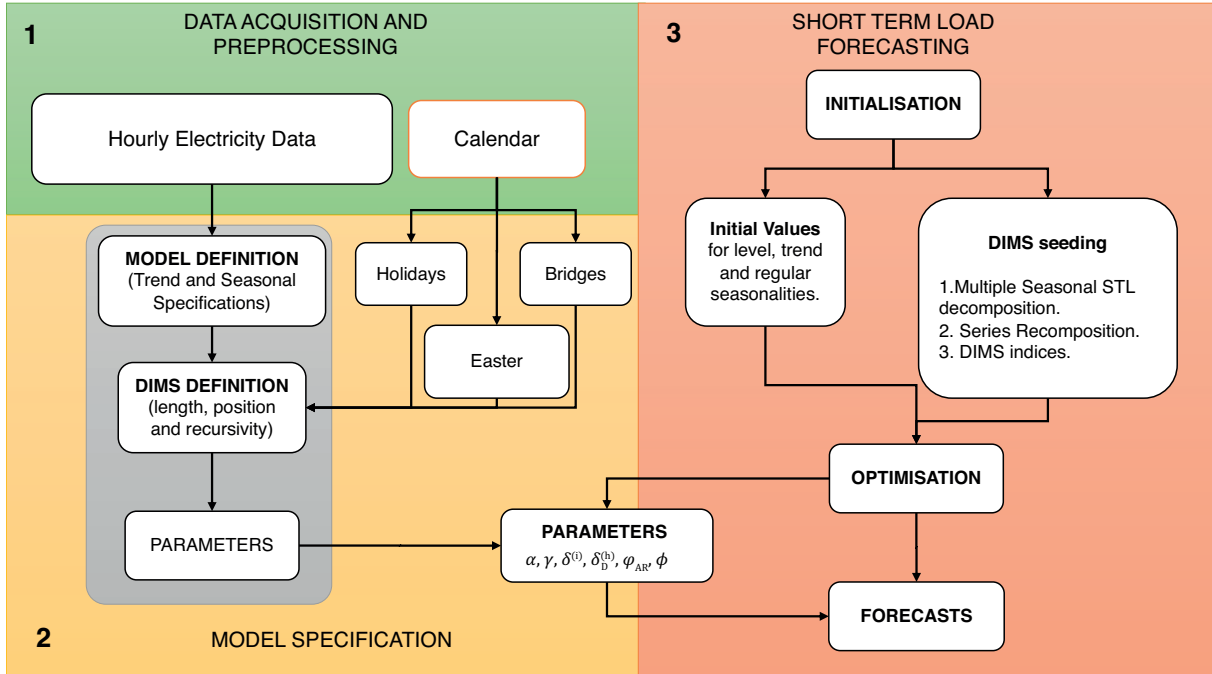 1
DATA ACQUISITION AND
PREPROCESSING
Hourly Electricity Data
Calendar
MODEL DEFINITION
(Trend and Seasonal
Specifications)
Holidays
Bridges
Easter
DIMS DEFINITION
(length, position
and recursivity)
PARAMETERS
2
MODEL SPECIFICATION
PARAMETERS
α, γ, δ⁽ⁱ⁾, δ_D⁽ʰ⁾, φ_AR, ϕ
3
SHORT TERM LOAD
FORECASTING
INITIALISATION
Initial Values
for level, trend
and regular
seasonalities.
DIMS seeding
1.Multiple Seasonal STL
decomposition.
2. Series Recomposition.
3. DIMS indices.
OPTIMISATION
FORECASTS